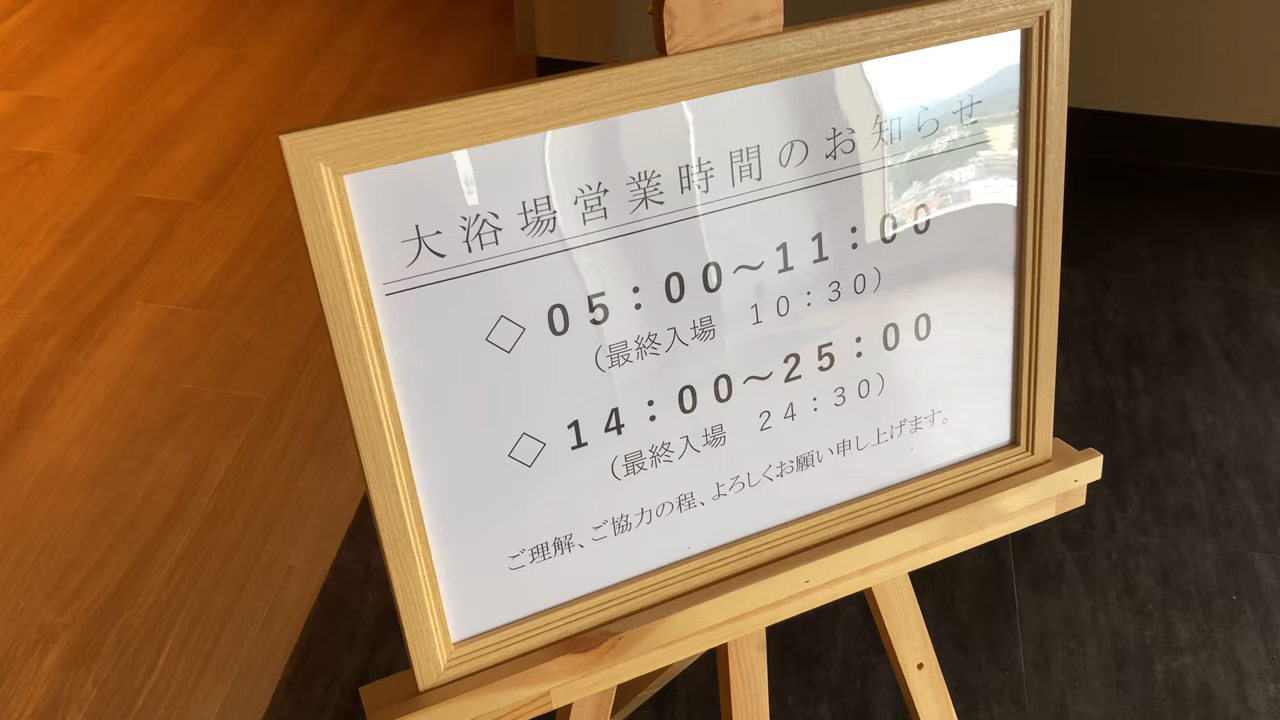 大浴場営業時間のお知らせ
◇ 05:00～11:00
(最終入場 10:30)
◇ 14:00～25:00
(最終入場 24:30)
ご理解、ご協力の程、よろしくお願い申し上げます。